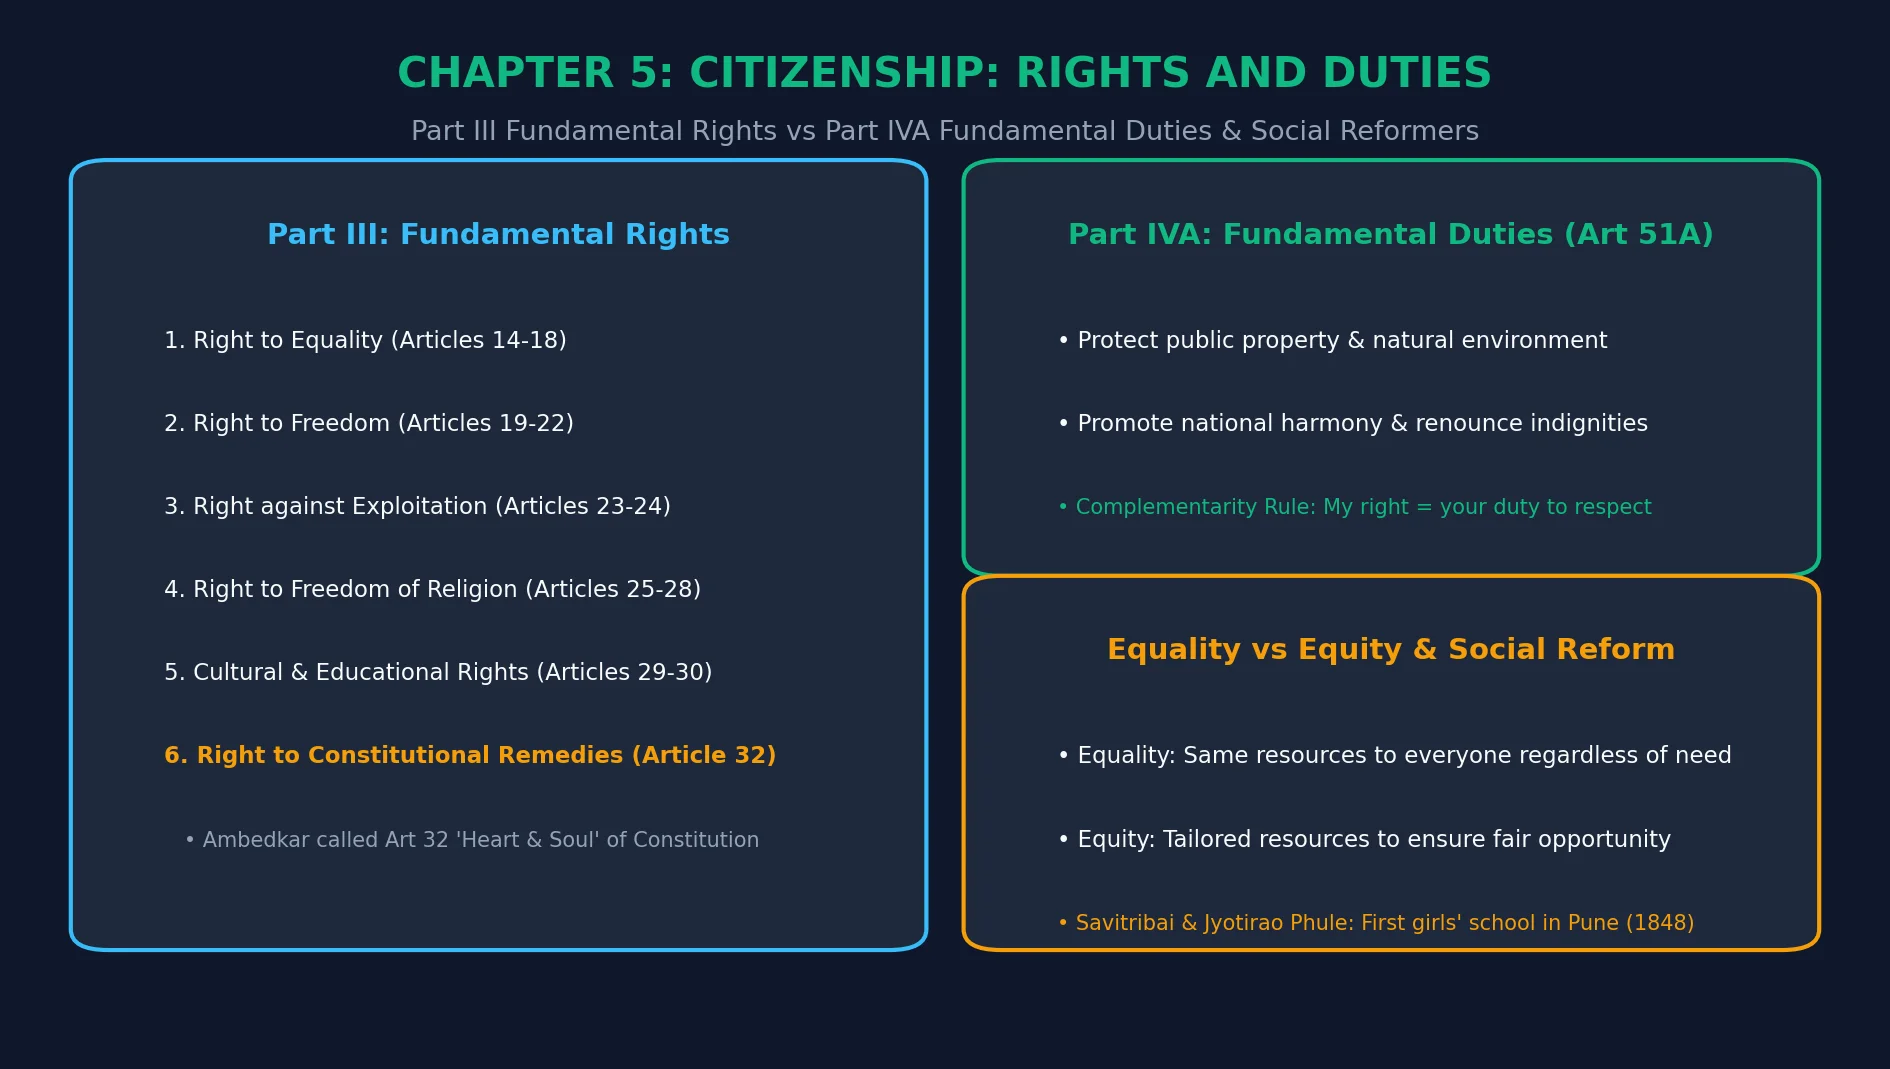 CHAPTER 5: CITIZENSHIP: RIGHTS AND DUTIES
Part III Fundamental Rights vs Part IVA Fundamental Duties & Social Reformers
Part III: Fundamental Rights
1. Right to Equality (Articles 14-18)
2. Right to Freedom (Articles 19-22)
3. Right against Exploitation (Articles 23-24)
4. Right to Freedom of Religion (Articles 25-28)
5. Cultural & Educational Rights (Articles 29-30)
6. Right to Constitutional Remedies (Article 32)
• Ambedkar called Art 32 'Heart & Soul' of Constitution
Part IVA: Fundamental Duties (Art 51A)
• Protect public property & natural environment
• Promote national harmony & renounce indignities
• Complementarity Rule: My right = your duty to respect
Equality vs Equity & Social Reform
• Equality: Same resources to everyone regardless of need
• Equity: Tailored resources to ensure fair opportunity
• Savitribai & Jyotirao Phule: First girls' school in Pune (1848)